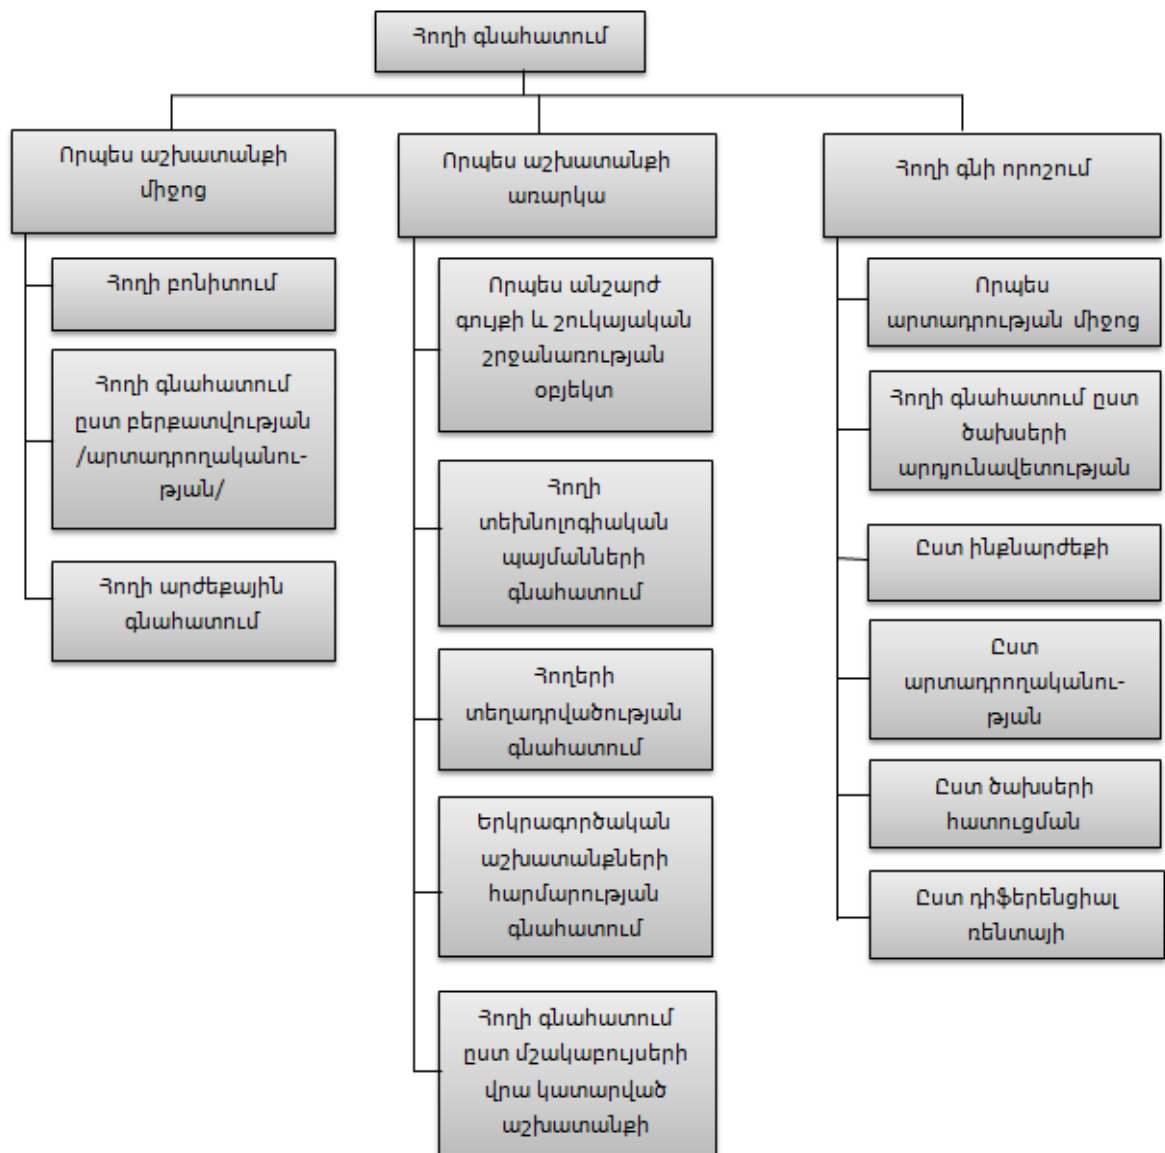 Հողի գնահատում
Որպես աշխատանքի
միջոց
Հողի բոնիտում
Հողի գնահատում
ըստ բերքատվության
/արտադրողականու-
թյան/
Հողի արժեքային
գնահատում
Որպես աշխատանքի
առարկա
Որպես անշարժ
գույքի և շուկայական
շրջանառության
օբյեկտ
Հողի
տեխնոլոգիական
պայմանների
գնահատում
Հողերի
տեղադրվածության
գնահատում
Երկրագործական
աշխատանքների
հարմարության
գնահատում
Հողի գնահատում
ըստ մշակաբույսերի
վրա կատարված
աշխատանքի
Հողի գնի որոշում
Որպես
արտադրության միջոց
Հողի գնահատում ըստ
ծախսերի
արդյունավետության
Ըստ ինքնարժեքի
Ըստ
արտադրողականու-
թյան
Ըստ ծախսերի
հատուցման
Ըստ դիֆերենցիալ
ռենտայի